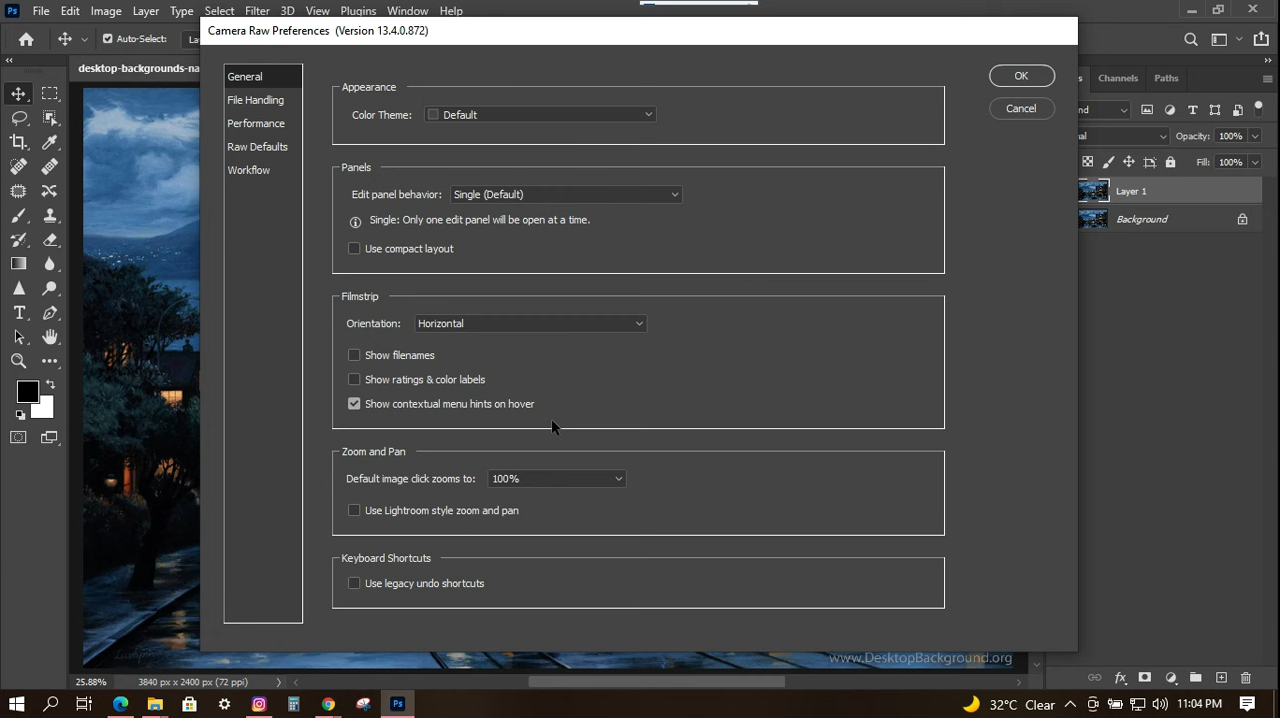 File Edit Image Layer Type Select Filter 3D View Plugins Window Help
Camera Raw Preferences (Version 13.4.0.872)
Auto-Select:
desktop-backgrounds-na
General
File Handling
Performance
Raw Defaults
Workflow
Appearance
Color Theme: Default
Panels
Edit panel behavior: Single (Default)
Single: Only one edit panel will be open at a time.
Use compact layout
Filmstrip
Orientation: Horizontal
Show filenames
Show ratings & color labels
Show contextual menu hints on hover
Zoom and Pan
Default image click zooms to: 100%
Use Lightroom style zoom and pan
Keyboard Shortcuts
Use legacy undo shortcuts
OK
Cancel
Channels Paths
Opacity: 100%
Fill: 100%
Layer 1
Background
www.DesktopBackground.org
25.88% 3840 px x 2400 px (72 ppi)
32°C Clear 11:04 PM